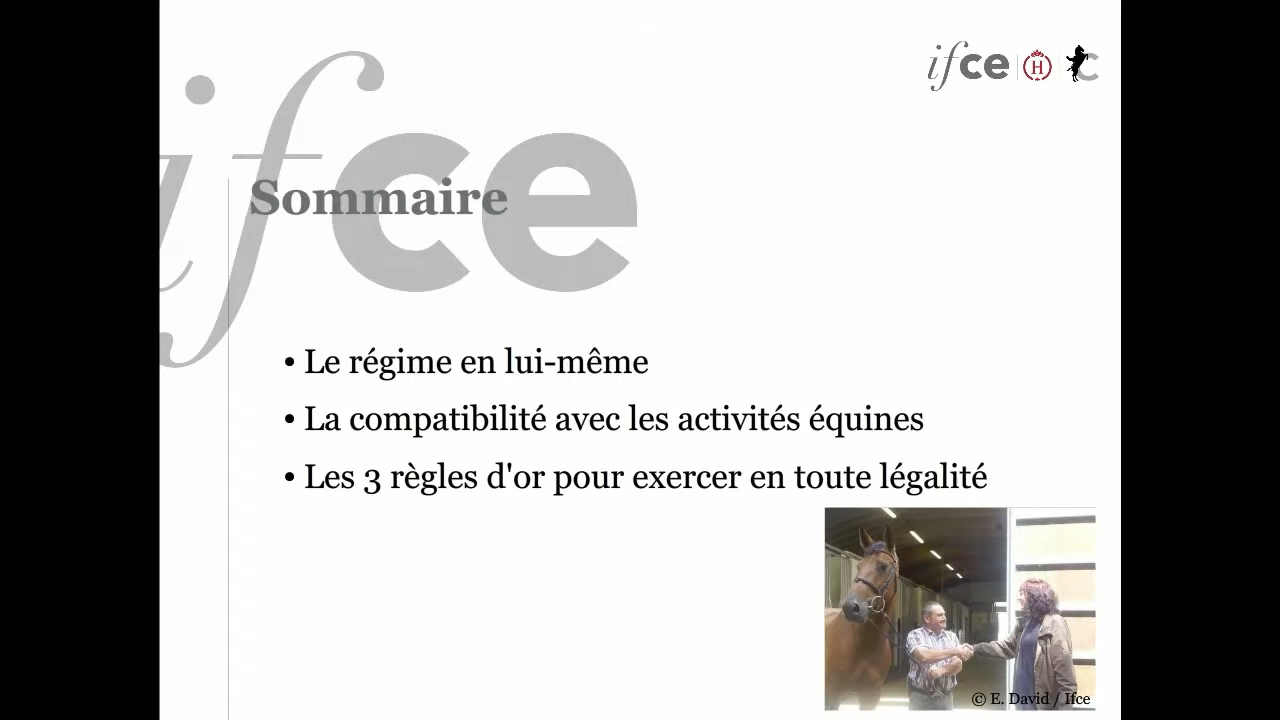 ifce
H
ifce
Sommaire
• Le régime en lui-même
• La compatibilité avec les activités équines
• Les 3 règles d'or pour exercer en toute légalité
© E. David / Ifce